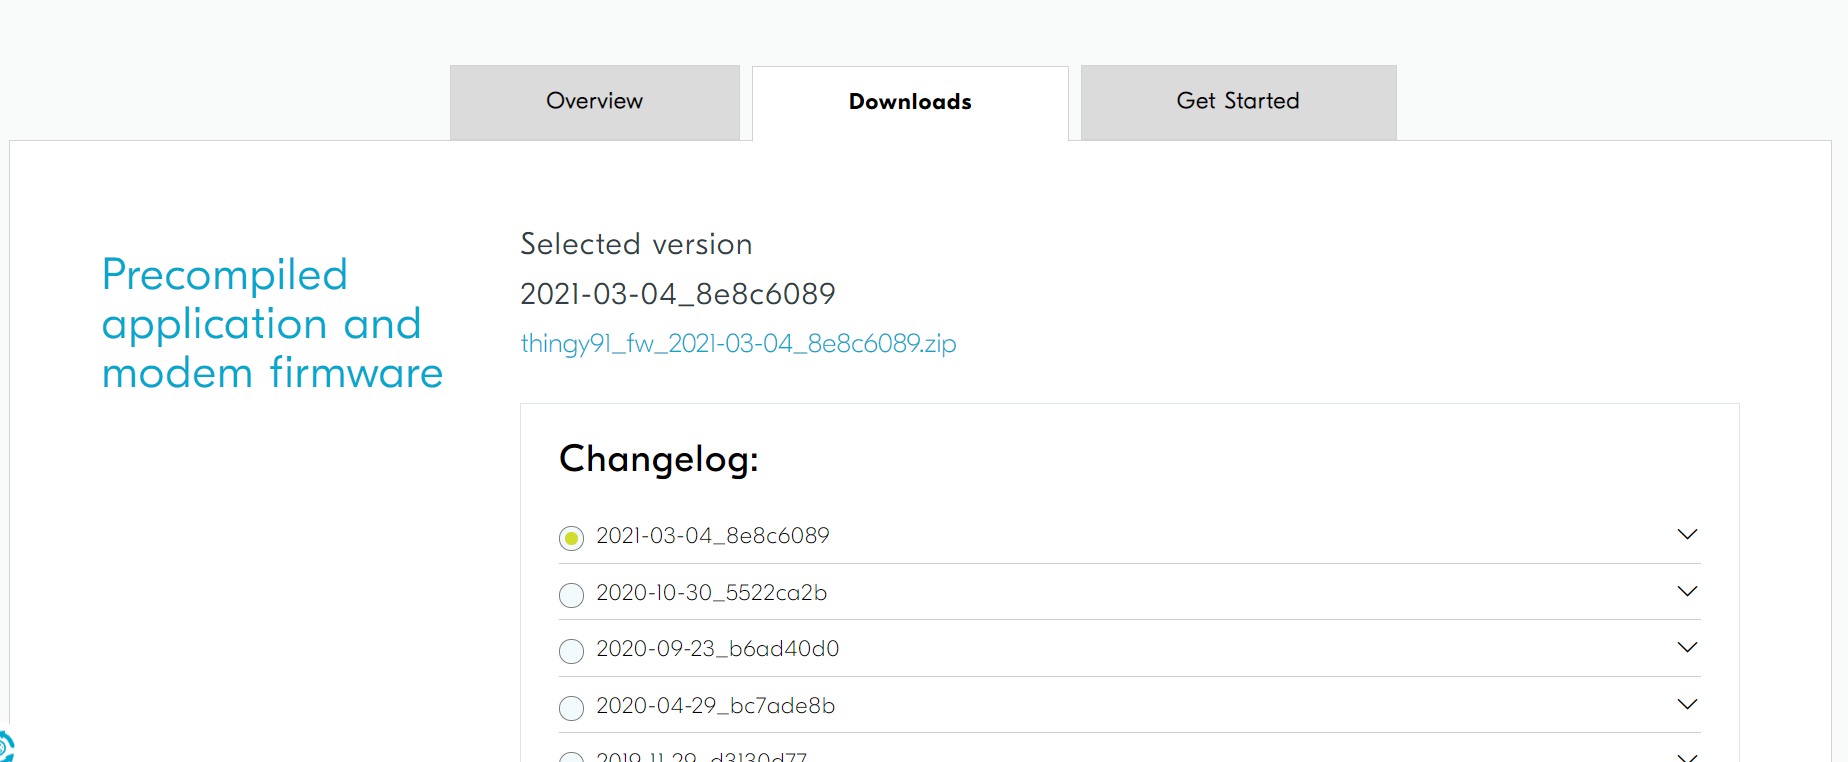 Overview
Downloads
Get Started
Precompiled
application and
modem firmware
Selected version
2021-03-04_8e8c6089
thingy91_fw_2021-03-04_8e8c6089.zip
Changelog:
2021-03-04_8e8c6089
2020-10-30_5522ca2b
2020-09-23_b6ad40d0
2020-04-29_bc7ade8b
2019-11-29_d3130d77